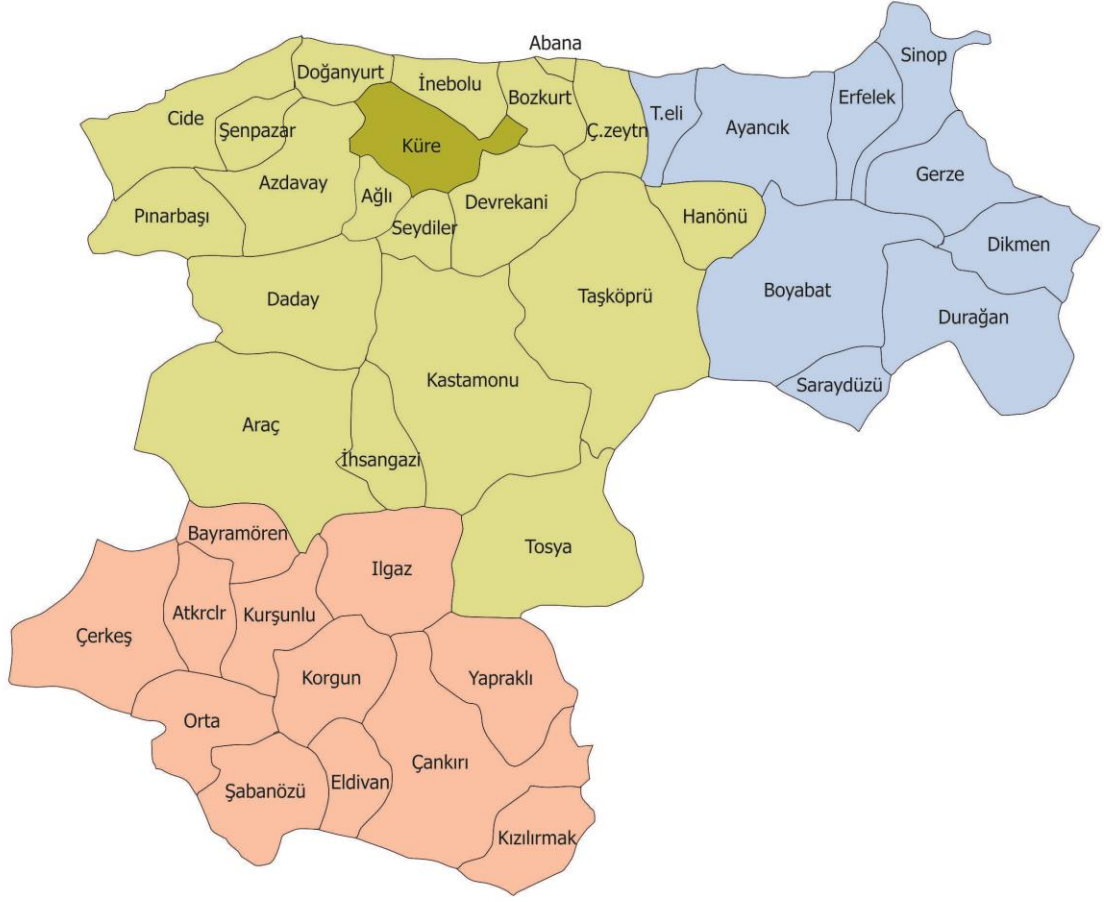 Abana
Sinop
Doğanyurt
İnebolu
Bozkurt
Erfelek
Cide
Şenpazar
T.eli
Ayancık
Küre
Ç.zeytn
Azdavay
Ağlı
Gerze
Pınarbaşı
Devrekani
Hanönü
Seydiler
Dikmen
Daday
Taşköprü
Boyabat
Durağan
Kastamonu
Saraydüzü
Araç
İhsangazi
Bayramören
Tosya
Ilgaz
Atkrclr
Kurşunlu
Çerkeş
Korgun
Yapraklı
Orta
Çankırı
Şabanözü
Eldivan
Kızılırmak